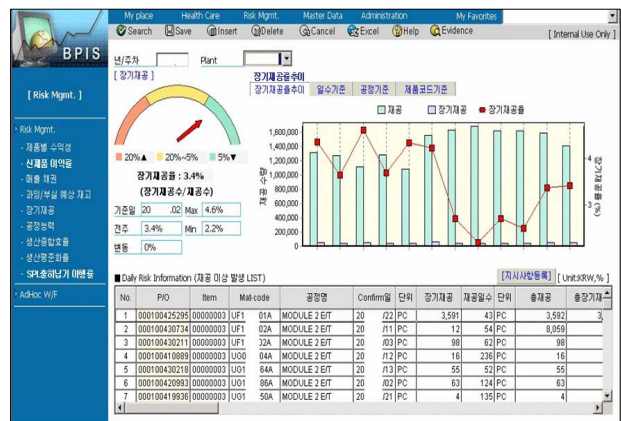 My place Health Care Risk Mgmt. Master Data Administration My Favorites
BPIS
Search Save Insert Delete Cancel Excel Help Evidence [ Internal Use Only ]
년/주차 Plant
[ 장기재공 ] 장기재공율추이
장기재공율추이 일수기준 공정기준 제품코드기준
재공 장기재공 장기재공율
[ Risk Mgmt. ]
Risk Mgmt.
- 제품별 수익성
- 신제품 이익률
- 매출 채권
- 과잉/부실 예상 재고
- 장기재공
- 공정능력
- 생산종합효율
- 생산평준화율
- SPL출하납기 이행률
AdHoc W/F
20%▲ 20%~5% 5%▼
장기재공율 : 3.4%
(장기재공수/재공수)
기준일 20 .02 Max 4.6%
전주 3.4% Min 2.2%
변동 0%
재공 수량
1,600,000
1,400,000
1,200,000
1,000,000
800,000
600,000
400,000
200,000
0
4
3
장기재공율(%)
■ Daily Risk Information (재공 이상 발생 LIST) [지시사항등록] [ Unit:KRW,% ]
No. P/O Item Mat-code 공정명 Confirm일 단위 장기재공 재공일수 단위 총재공 총장기재
1 000100425295 00000003 UF1 01A MODULE 2 E/T 20 /22 PC 3,591 43 PC 3,592 3,
2 000100430734 00000003 UF1 02A MODULE 2 E/T 20 /11 PC 12 54 PC 8,059
3 000100430211 00000003 UF1 02A MODULE 2 E/T 20 /03 PC 98 62 PC 98
4 000100410889 00000003 UG0 04A MODULE 2 E/T 20 /12 PC 16 236 PC 16
5 000100430218 00000003 UG1 64A MODULE 2 E/T 20 /13 PC 55 52 PC 55
6 000100420993 00000003 UG1 86A MODULE 2 E/T 20 /02 PC 63 124 PC 63
7 000100419936 00000003 UG1 50A MODULE 2 E/T 20 /21 PC 4 135 PC 4